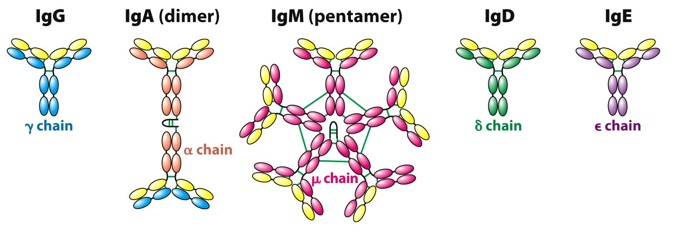 IgG
IgA (dimer)
IgM (pentamer)
IgD
IgE
γ chain
α chain
μ chain
δ chain
ϵ chain